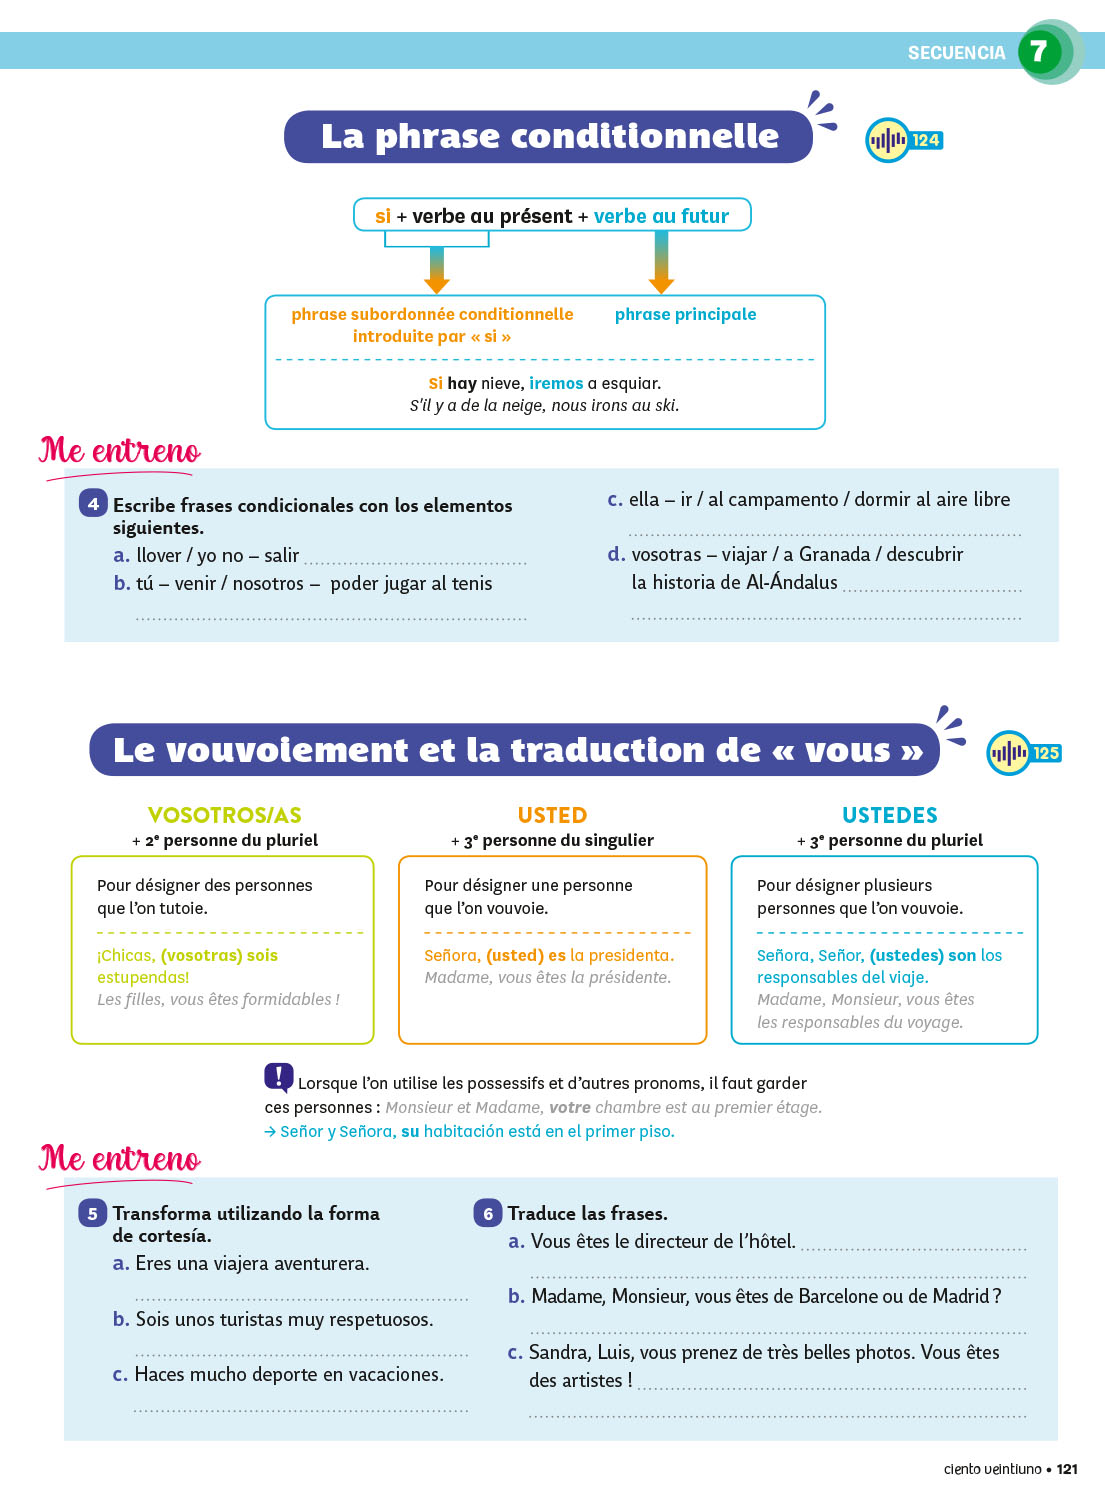 SECUENCIA 7
La phrase conditionnelle
124
si + verbe au présent + verbe au futur
phrase subordonnée conditionnelle
introduite par « si »
phrase principale
Si hay nieve, iremos a esquiar.
S'il y a de la neige, nous irons au ski.
Me entreno
4 Escribe frases condicionales con los elementos
siguientes.
a. llover / yo no – salir
b. tú – venir / nosotros – poder jugar al tenis
c. ella – ir / al campamento / dormir al aire libre
d. vosotras – viajar / a Granada / descubrir
la historia de Al-Ándalus
Le vouvoiement et la traduction de « vous »
125
VOSOTROS/AS
+ 2e personne du pluriel
Pour désigner des personnes
que l'on tutoie.
¡Chicas, (vosotras) sois
estupendas!
Les filles, vous êtes formidables !
USTED
+ 3e personne du singulier
Pour désigner une personne
que l'on vouvoie.
Señora, (usted) es la presidenta.
Madame, vous êtes la présidente.
USTEDES
+ 3e personne du pluriel
Pour désigner plusieurs
personnes que l'on vouvoie.
Señora, Señor, (ustedes) son los
responsables del viaje.
Madame, Monsieur, vous êtes
les responsables du voyage.
! Lorsque l'on utilise les possessifs et d'autres pronoms, il faut garder
ces personnes : Monsieur et Madame, votre chambre est au premier étage.
→ Señor y Señora, su habitación está en el primer piso.
Me entreno
5 Transforma utilizando la forma
de cortesía.
a. Eres una viajera aventurera.
b. Sois unos turistas muy respetuosos.
c. Haces mucho deporte en vacaciones.
6 Traduce las frases.
a. Vous êtes le directeur de l'hôtel.
b. Madame, Monsieur, vous êtes de Barcelone ou de Madrid ?
c. Sandra, Luis, vous prenez de très belles photos. Vous êtes
des artistes !
ciento veintiuno • 121